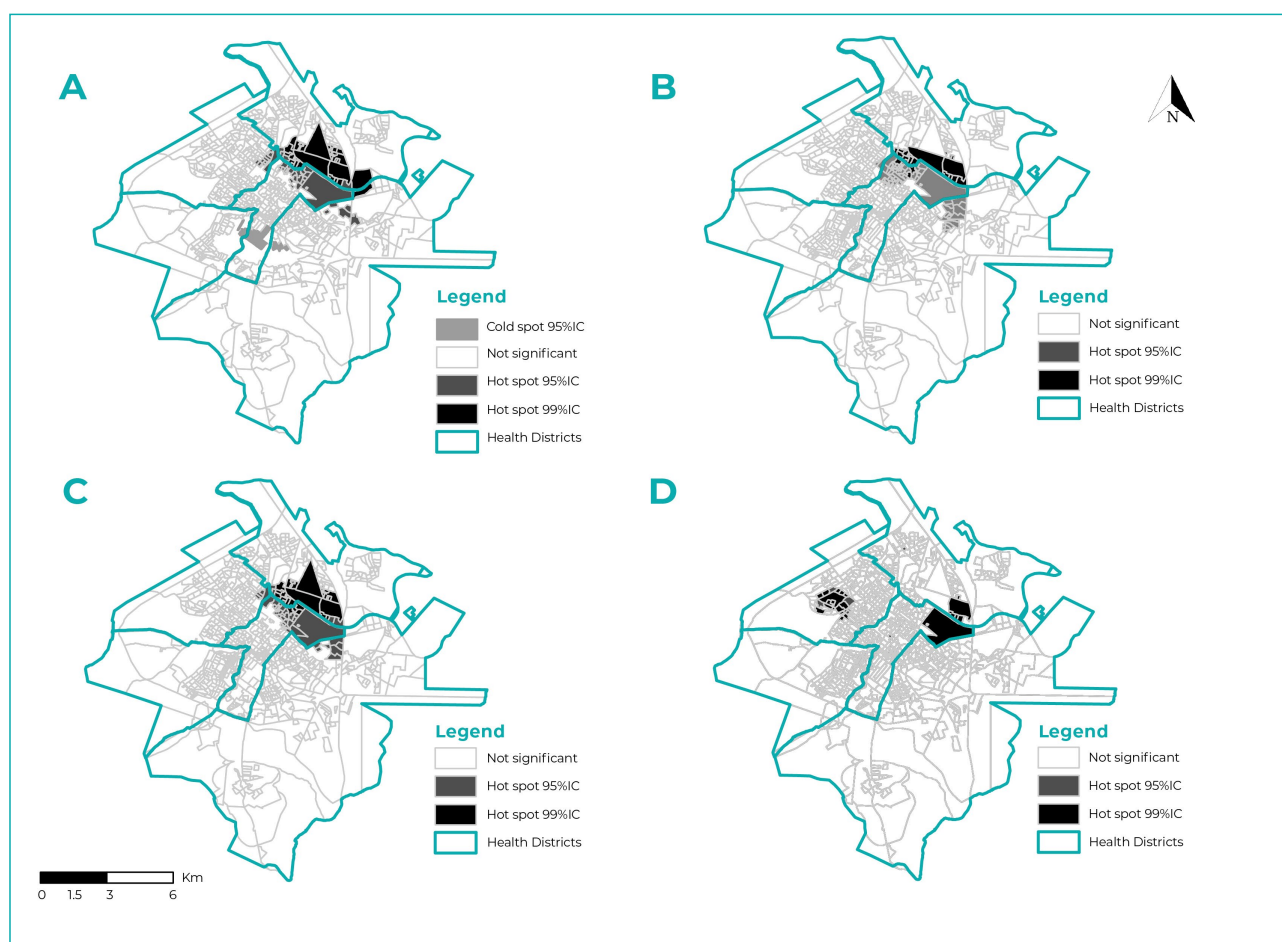 A
B
N
Legend
Cold spot 95%IC
Not significant
Hot spot 95%IC
Hot spot 99%IC
Health Districts
Legend
Not significant
Hot spot 95%IC
Hot spot 99%IC
Health Districts
C
D
Legend
Not significant
Hot spot 95%IC
Hot spot 99%IC
Health Districts
Legend
Not significant
Hot spot 95%IC
Hot spot 99%IC
Health Districts
Km
0 1.5 3 6